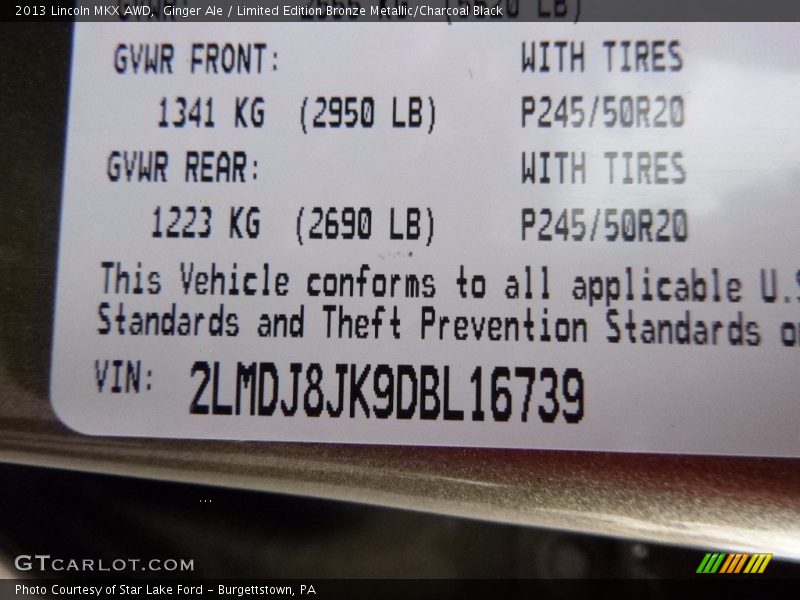 2013 Lincoln MKX AWD, Ginger Ale / Limited Edition Bronze Metallic/Charcoal Black
GVWR FRONT: WITH TIRES
1341 KG (2950 LB) P245/50R20
GVWR REAR: WITH TIRES
1223 KG (2690 LB) P245/50R20
This Vehicle conforms to all applicable U.S
Standards and Theft Prevention Standards o
VIN: 2LMDJ8JK9DBL16739
GTCARLOT.COM
Photo Courtesy of Star Lake Ford - Burgettstown, PA